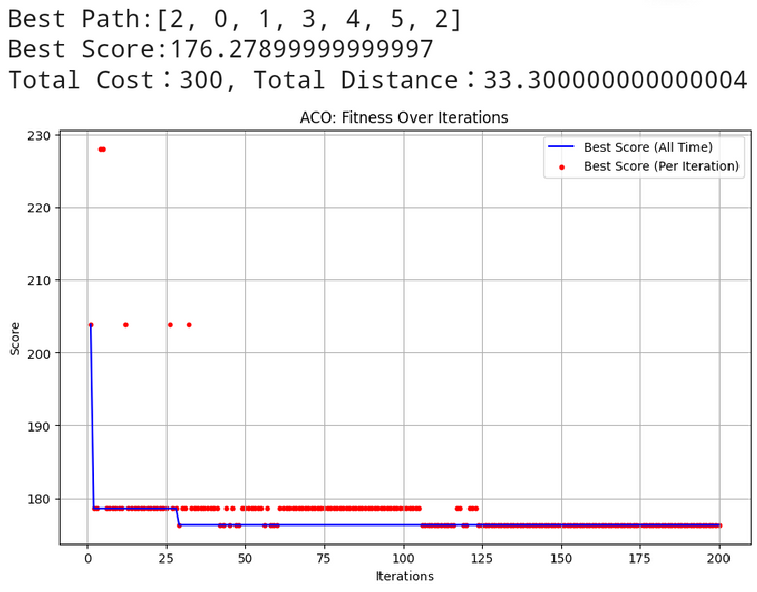 Best Path:[2, 0, 1, 3, 4, 5, 2]
Best Score:176.27899999999997
Total Cost：300, Total Distance：33.300000000000004
ACO: Fitness Over Iterations
Best Score (All Time)
Best Score (Per Iteration)
230
220
210
200
190
180
Score
0
25
50
75
100
125
150
175
200
Iterations